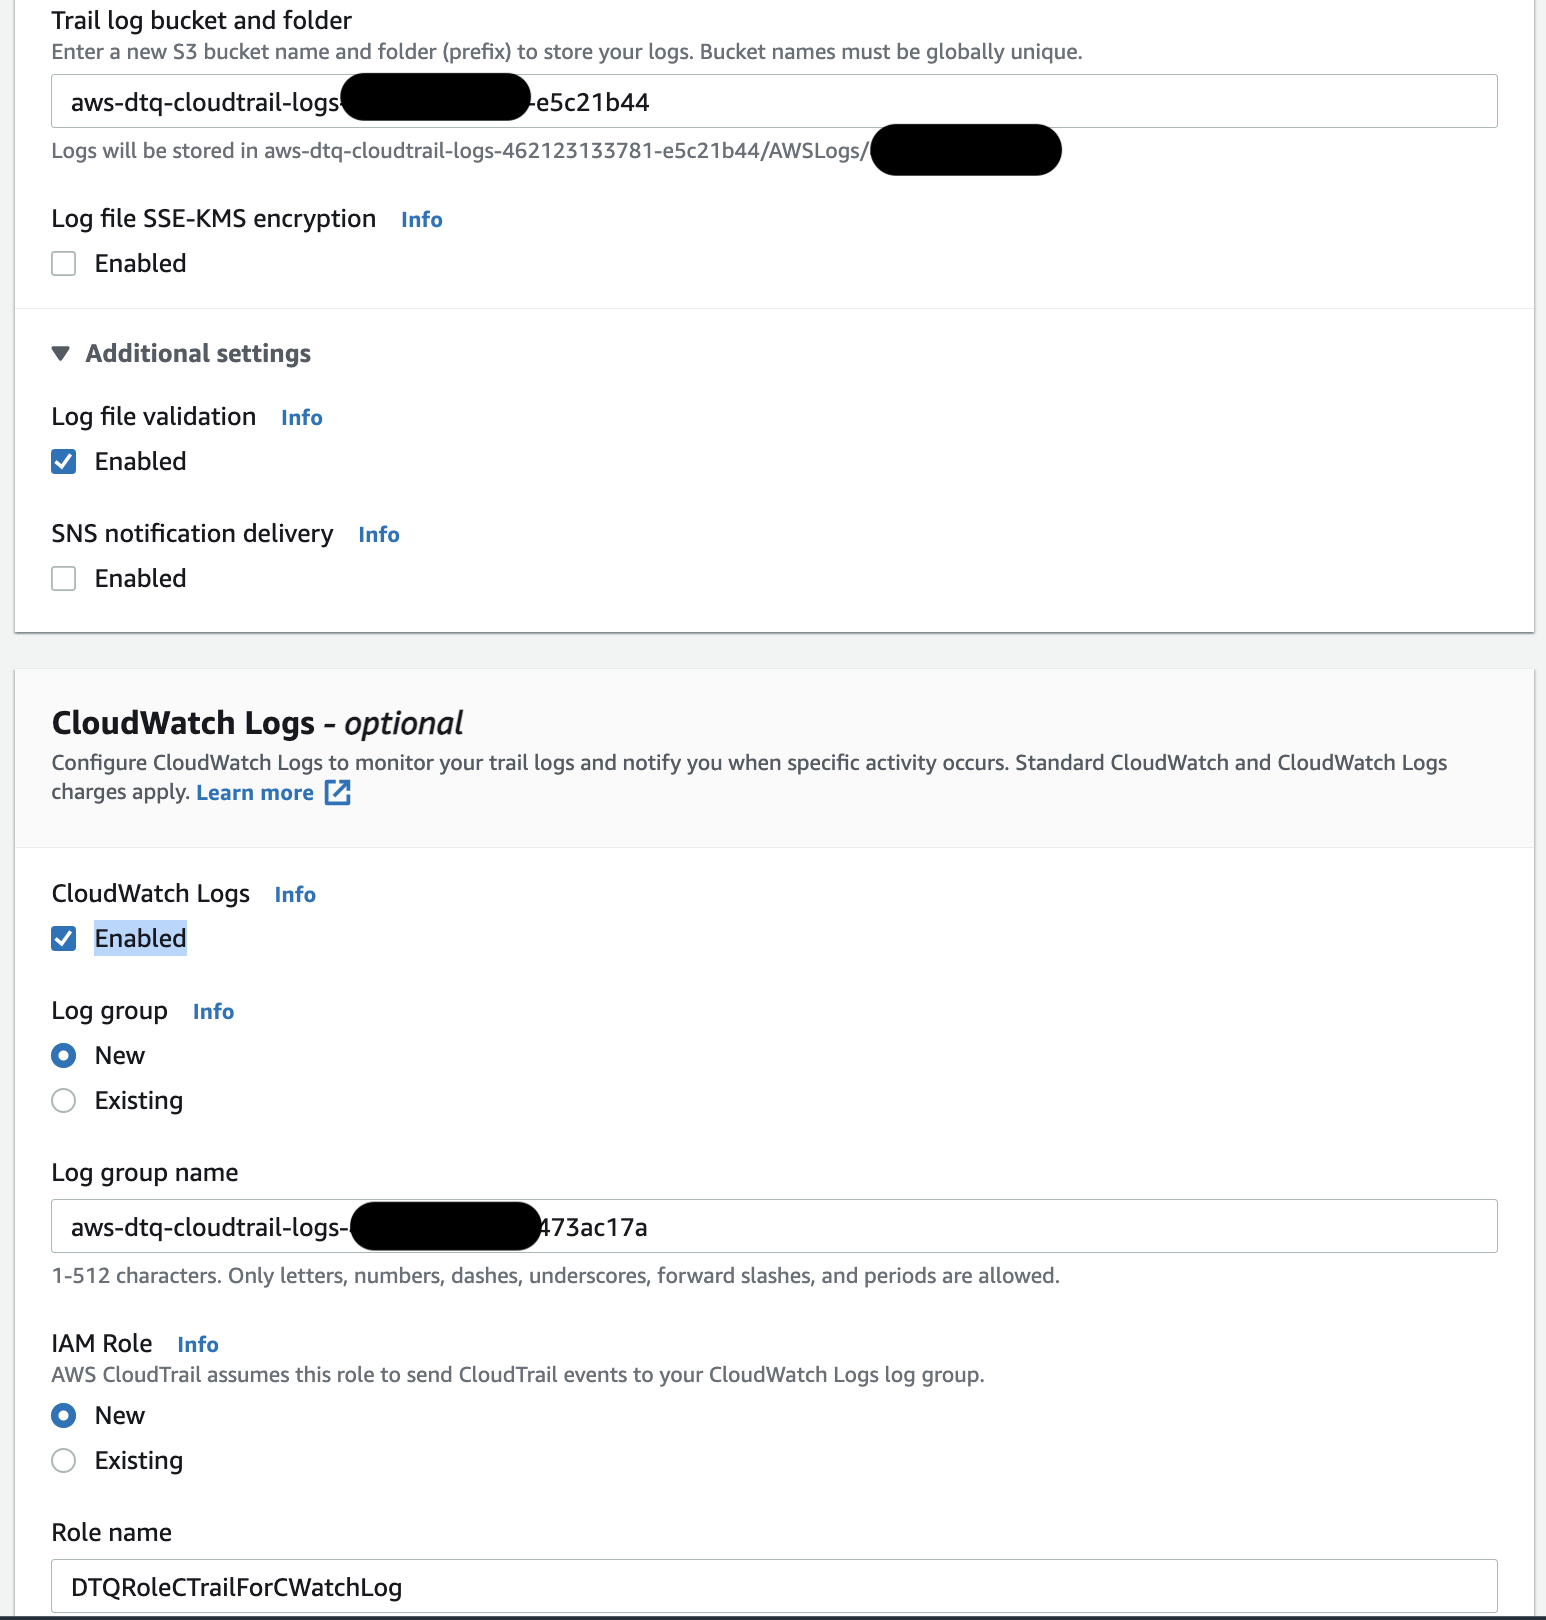 Trail log bucket and folder
Enter a new S3 bucket name and folder (prefix) to store your logs. Bucket names must be globally unique.
aws-dtq-cloudtrail-logs- -e5c21b44
Logs will be stored in aws-dtq-cloudtrail-logs-462123133781-e5c21b44/AWSLogs/
Log file SSE-KMS encryption Info
Enabled
Additional settings
Log file validation Info
Enabled
SNS notification delivery Info
Enabled
CloudWatch Logs - optional
Configure CloudWatch Logs to monitor your trail logs and notify you when specific activity occurs. Standard CloudWatch and CloudWatch Logs
charges apply. Learn more
CloudWatch Logs Info
Enabled
Log group Info
New
Existing
Log group name
aws-dtq-cloudtrail-logs- 473ac17a
1-512 characters. Only letters, numbers, dashes, underscores, forward slashes, and periods are allowed.
IAM Role Info
AWS CloudTrail assumes this role to send CloudTrail events to your CloudWatch Logs log group.
New
Existing
Role name
DTQRoleCTrailForCWatchLog